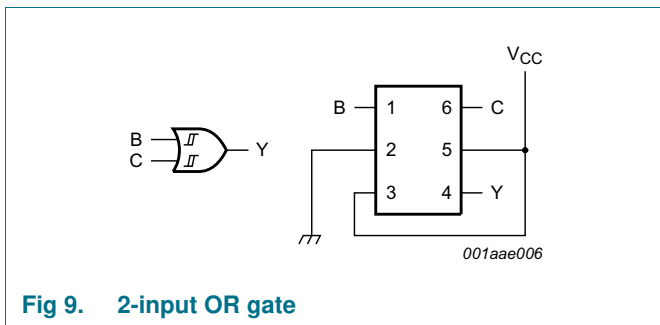 VCC
B 1 6 C
B Y 2 5
C
3 4 Y
001aae006
Fig 9. 2-input OR gate